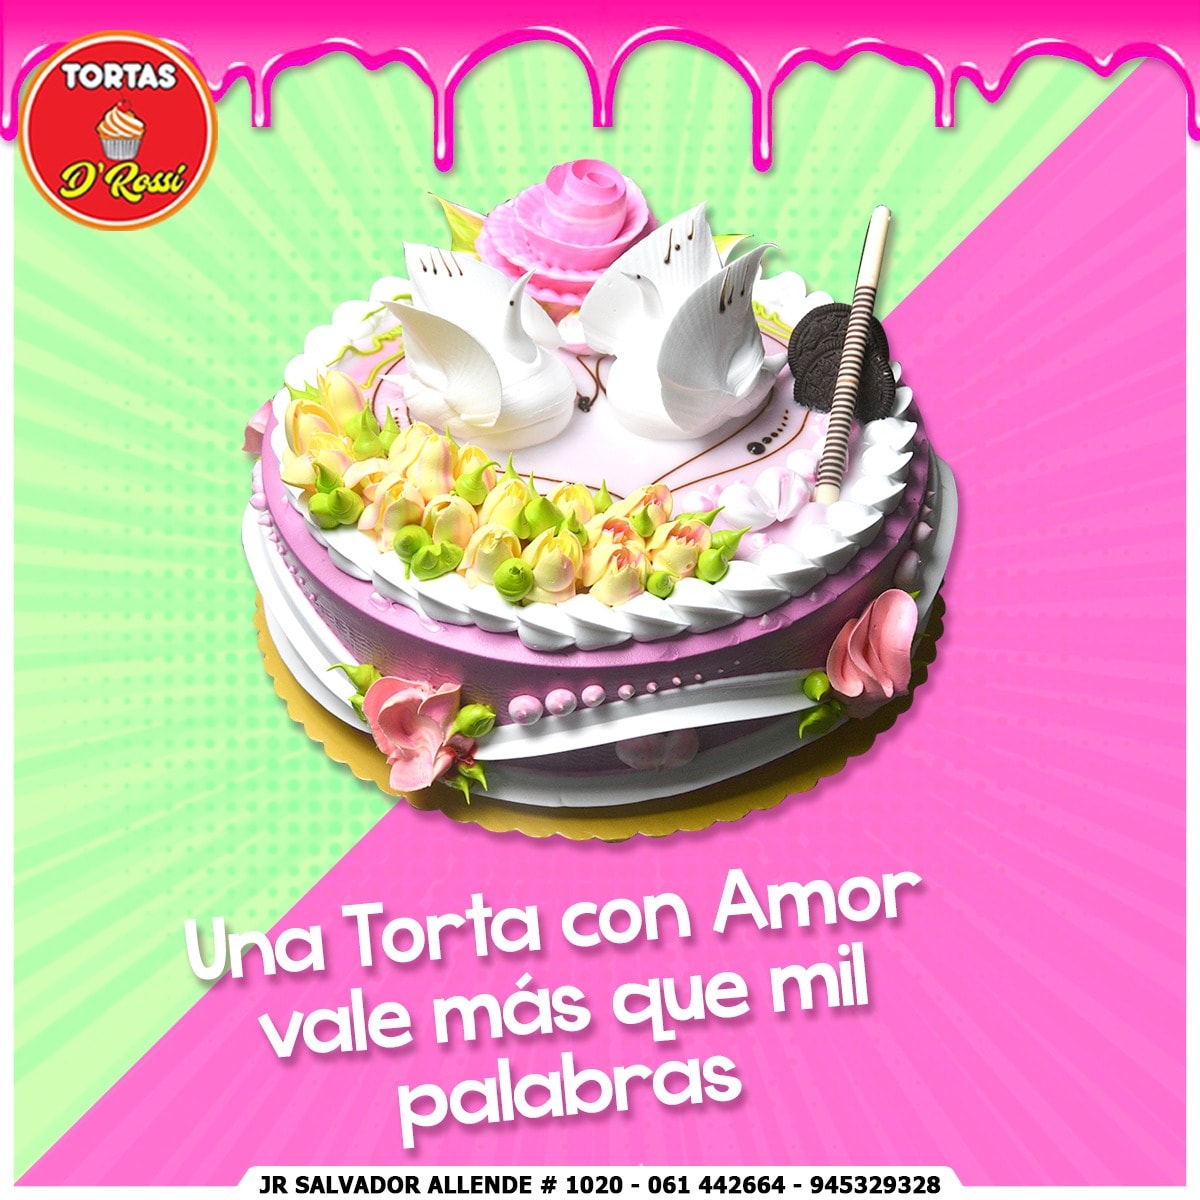 TORTAS
D'Rossi
Una Torta con Amor
vale más que mil
palabras
JR SALVADOR ALLENDE # 1020 - 061 442664 - 945329328